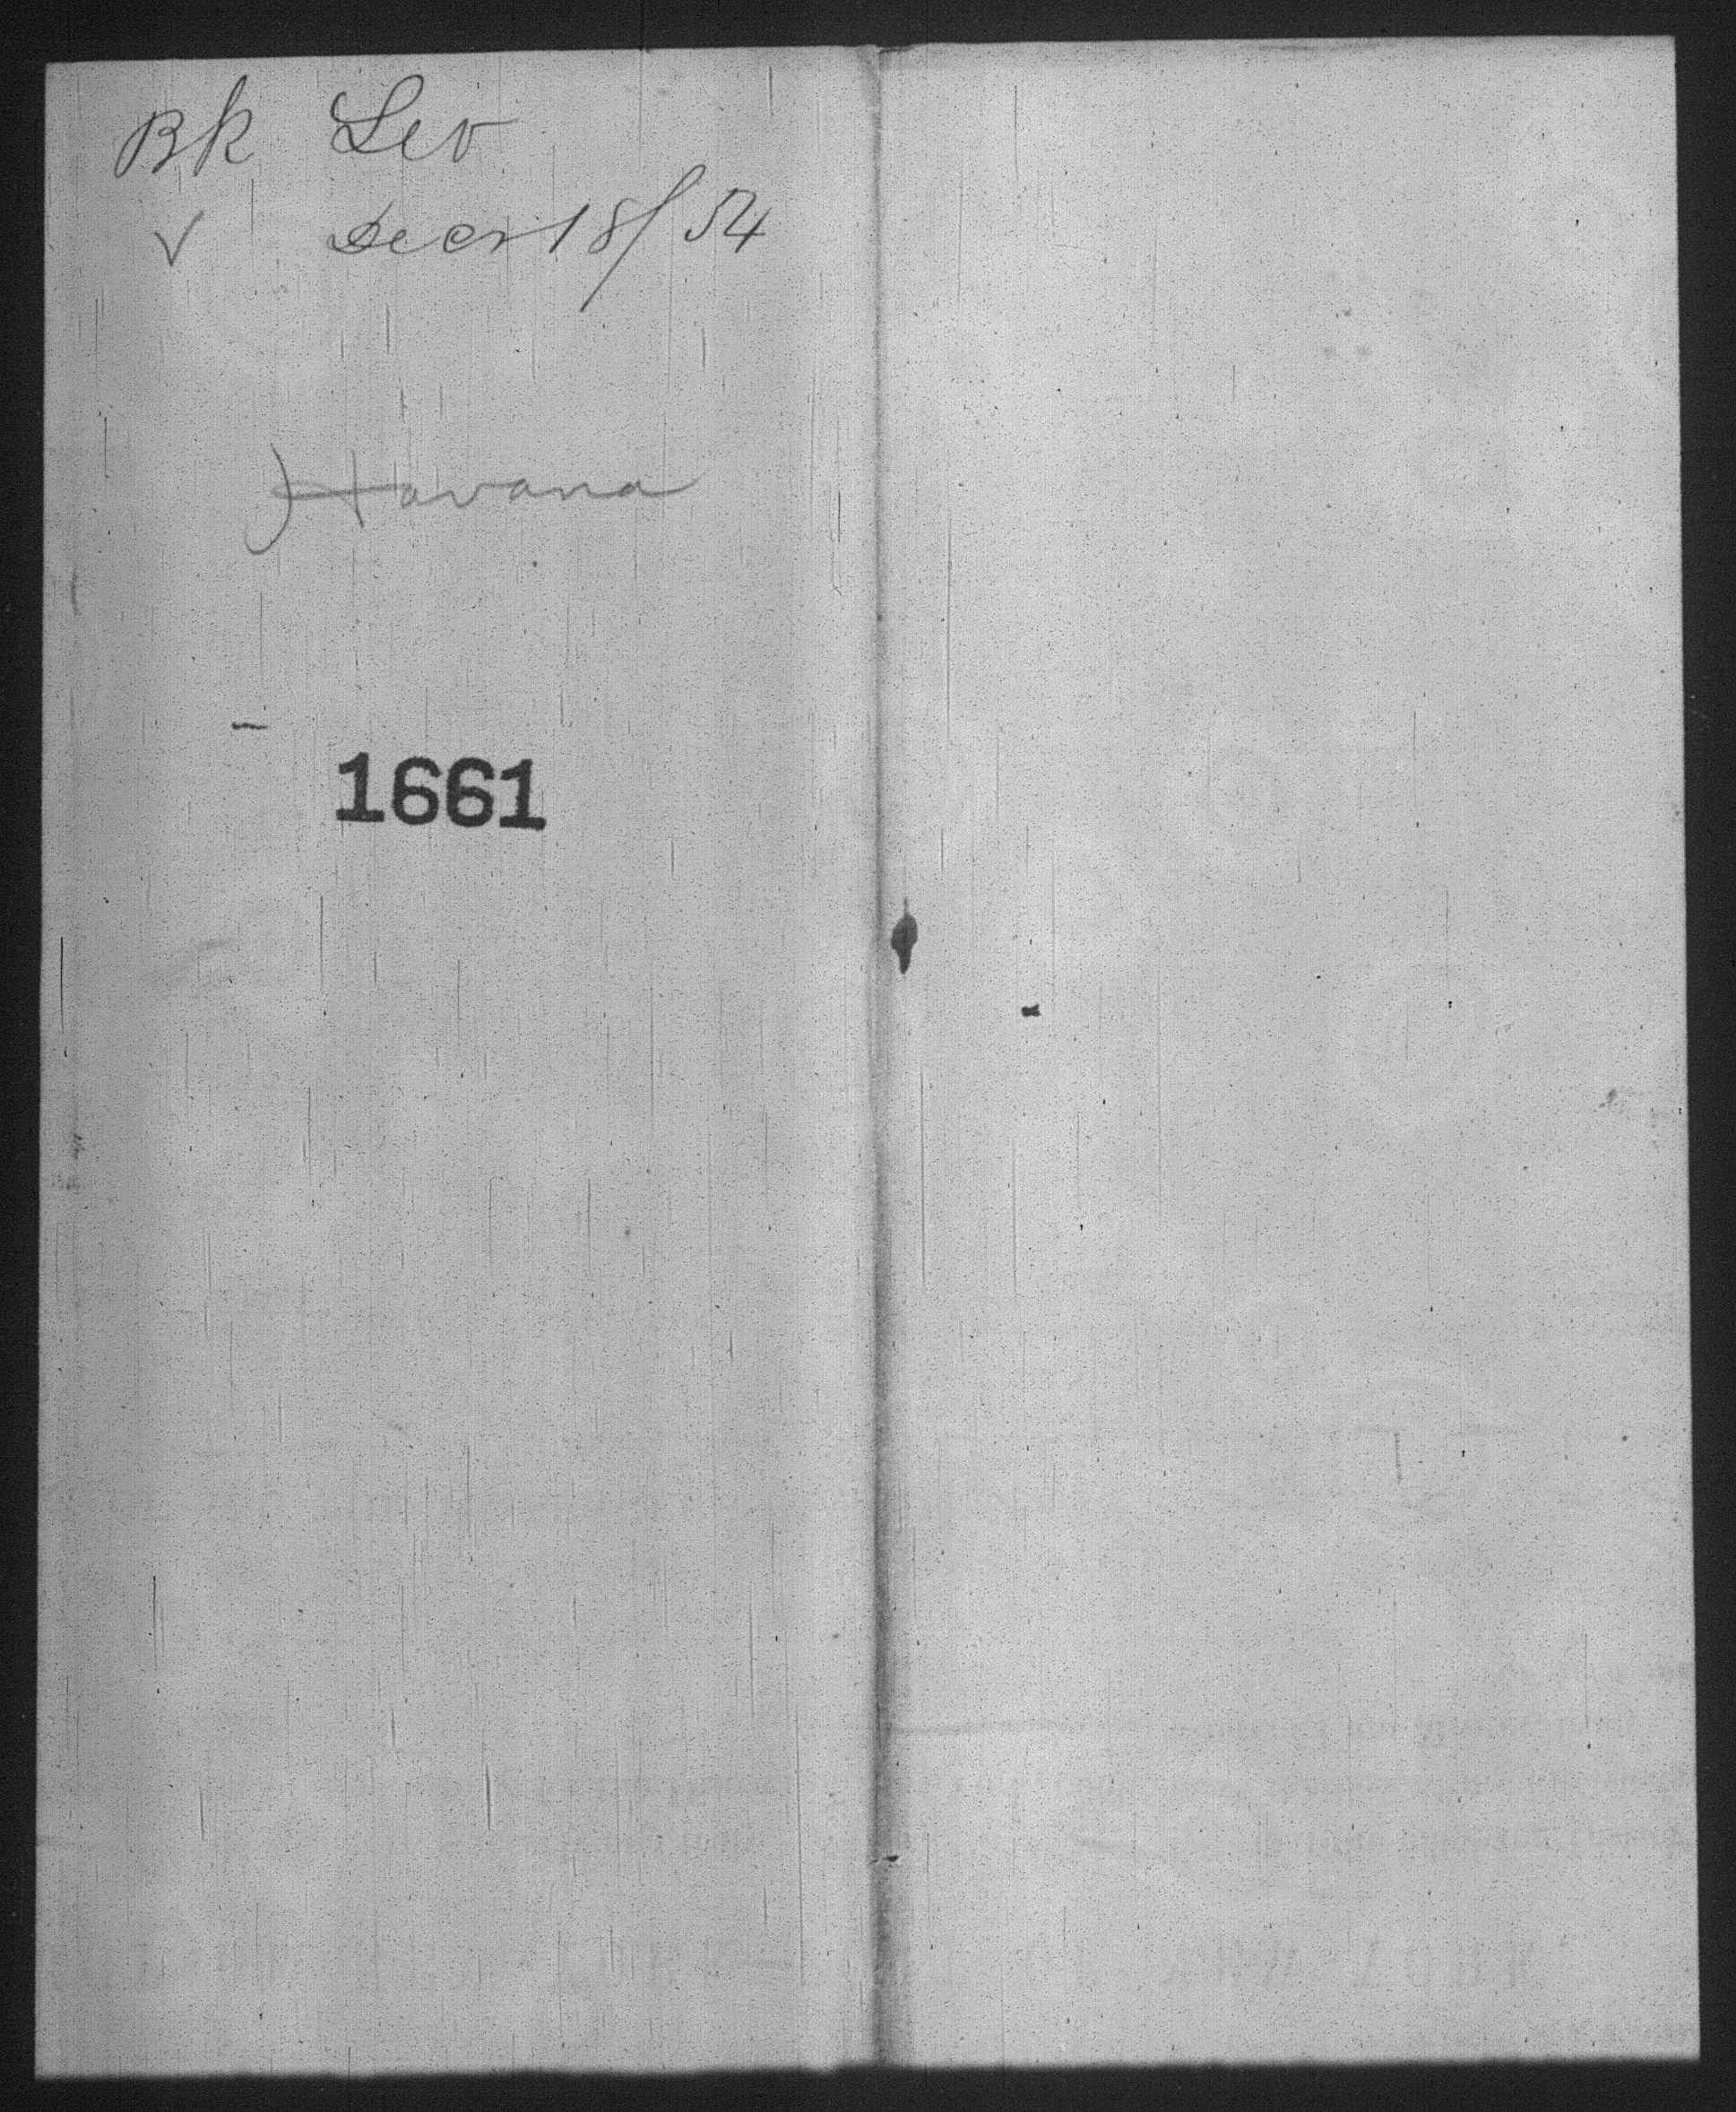 Bk Leo
✓ Decr 18/54
Havana
1661